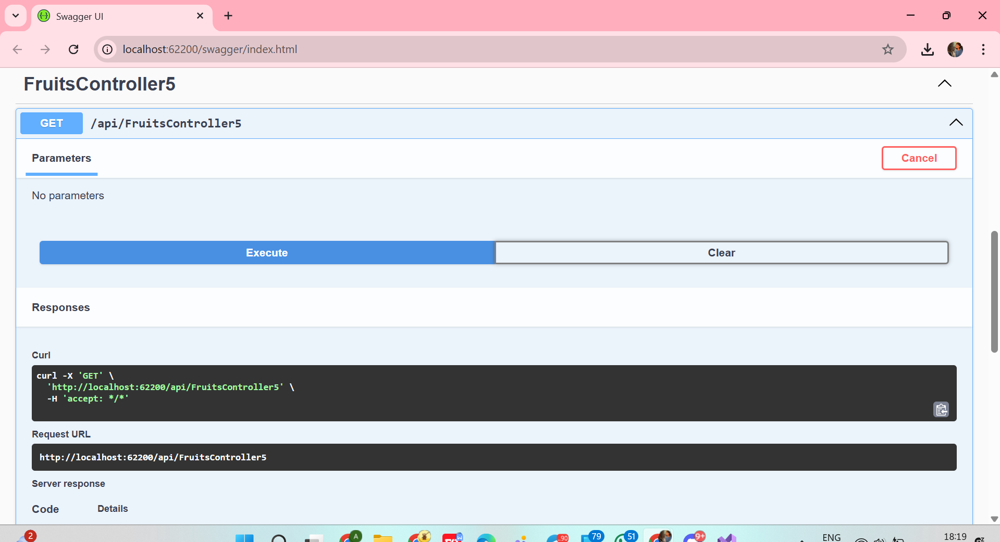 Swagger UI
localhost:62200/swagger/index.html
FruitsController5
GET /api/FruitsController5
Parameters
Cancel
No parameters
Execute
Clear
Responses
Curl
curl -X 'GET' \
'http://localhost:62200/api/FruitsController5' \
-H 'accept: */*'
Request URL
http://localhost:62200/api/FruitsController5
Server response
Code Details
2
A
..90
79
51
9+
ENG
18:19